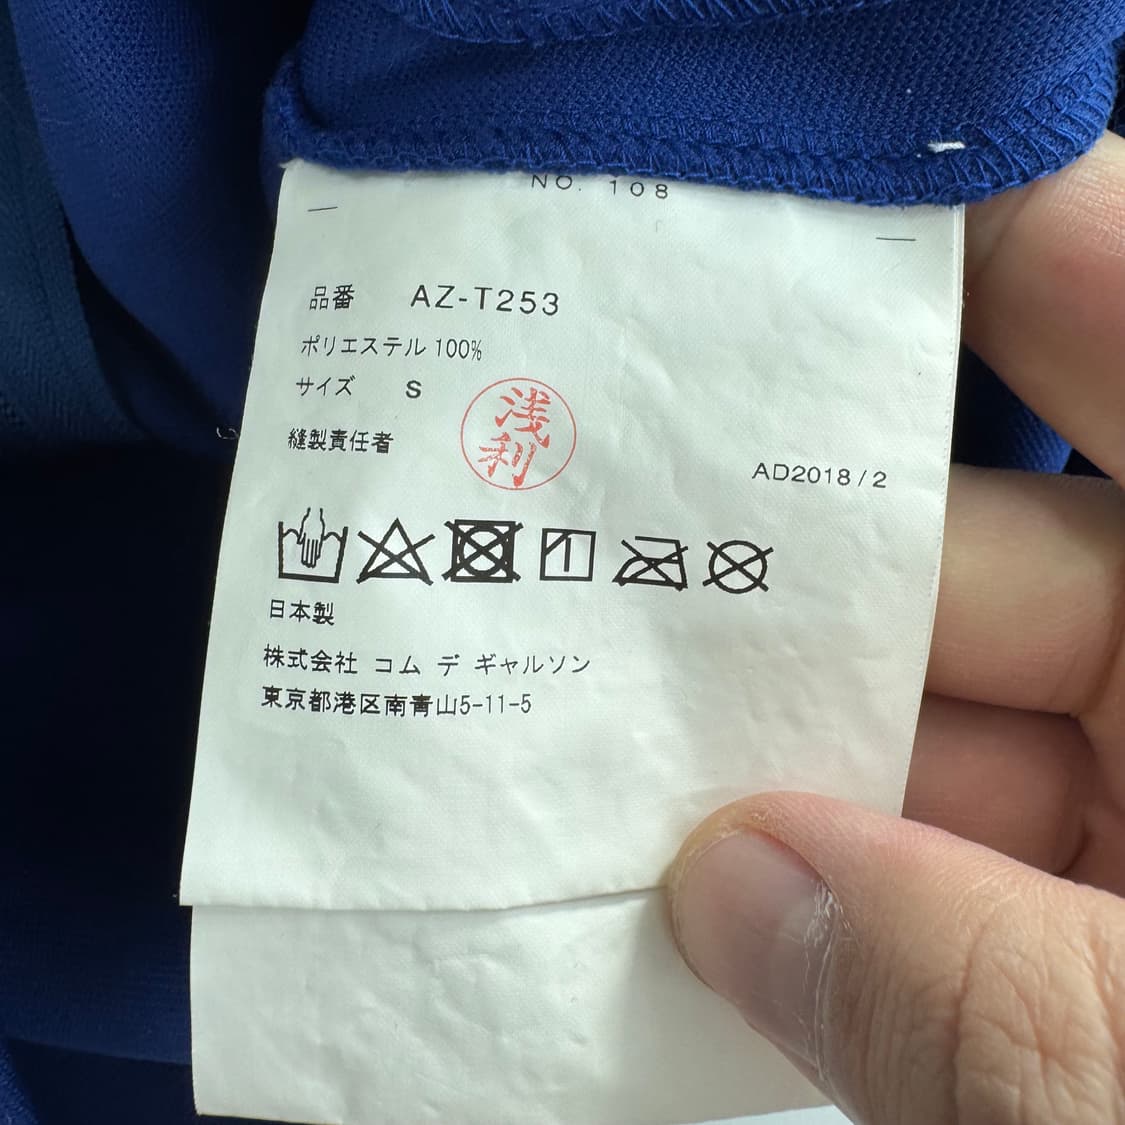 NO. 108
品番 AZ-T253
ポリエステル 100%
サイズ S
縫製責任者
浅利
AD2018/2
日本製
株式会社 コム デ ギャルソン
東京都港区南青山5-11-5